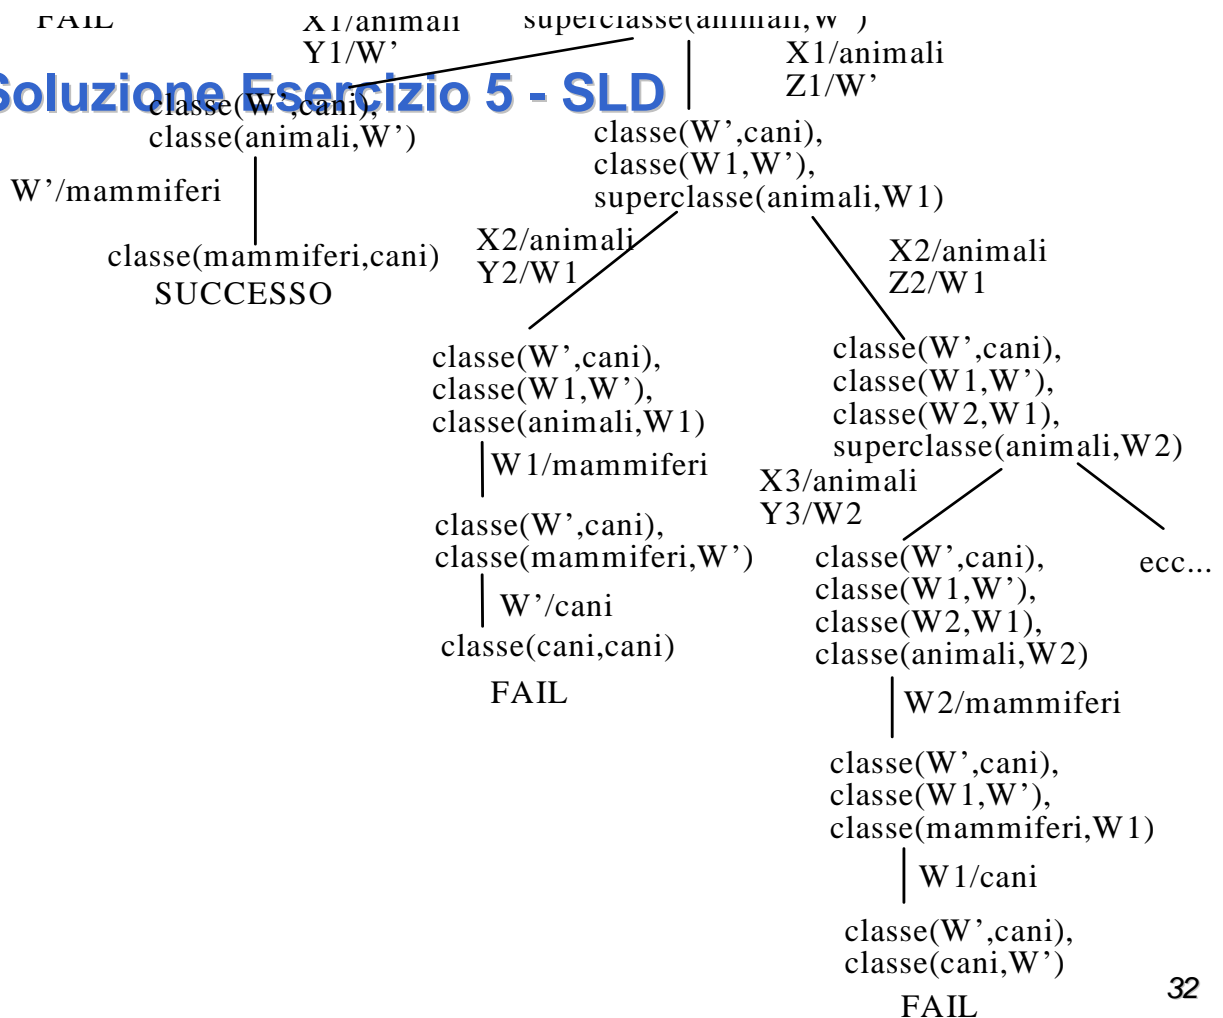 FAIL
X1/animali
Y1/W’
superclasse(animali,W’)
X1/animali
Z1/W’
Soluzione Esercizio 5 - SLD
classe(W’,cani),
classe(animali,W’)
classe(W’,cani),
classe(W1,W’),
superclasse(animali,W1)
W’/mammiferi
classe(mammiferi,cani)
SUCCESSO
X2/animali
Y2/W1
X2/animali
Z2/W1
classe(W’,cani),
classe(W1,W’),
classe(animali,W1)
classe(W’,cani),
classe(W1,W’),
classe(W2,W1),
superclasse(animali,W2)
W1/mammiferi
X3/animali
Y3/W2
classe(W’,cani),
classe(mammiferi,W’)
classe(W’,cani),
classe(W1,W’),
classe(W2,W1),
classe(animali,W2)
ecc...
W’/cani
classe(cani,cani)
FAIL
W2/mammiferi
classe(W’,cani),
classe(W1,W’),
classe(mammiferi,W1)
W1/cani
classe(W’,cani),
classe(cani,W’)
FAIL
32